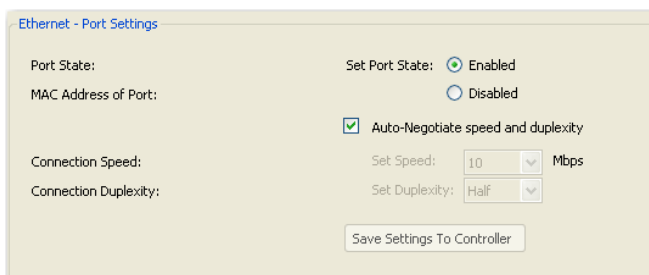 Ethernet - Port Settings
Port State: Set Port State: Enabled
MAC Address of Port: Disabled
Auto-Negotiate speed and duplexity
Connection Speed: Set Speed: 10 Mbps
Connection Duplexity: Set Duplexity: Half
Save Settings To Controller